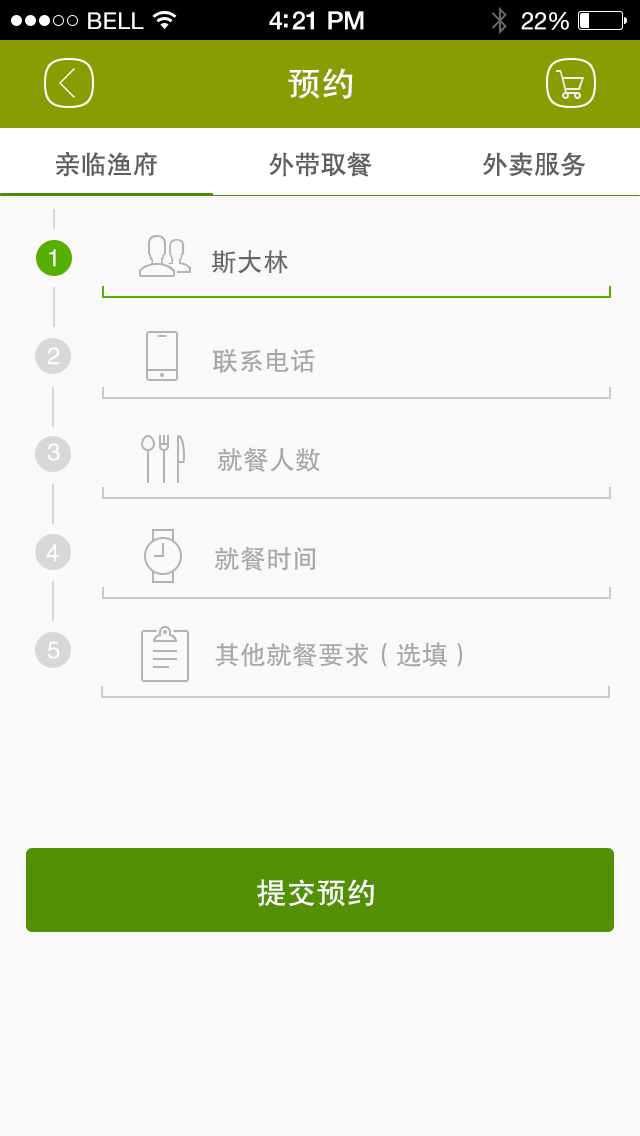 BELL 4:21 PM 22%
预约
亲临渔府 外带取餐 外卖服务
1 斯大林
2 联系电话
3 就餐人数
4 就餐时间
5 其他就餐要求（选填）
提交预约